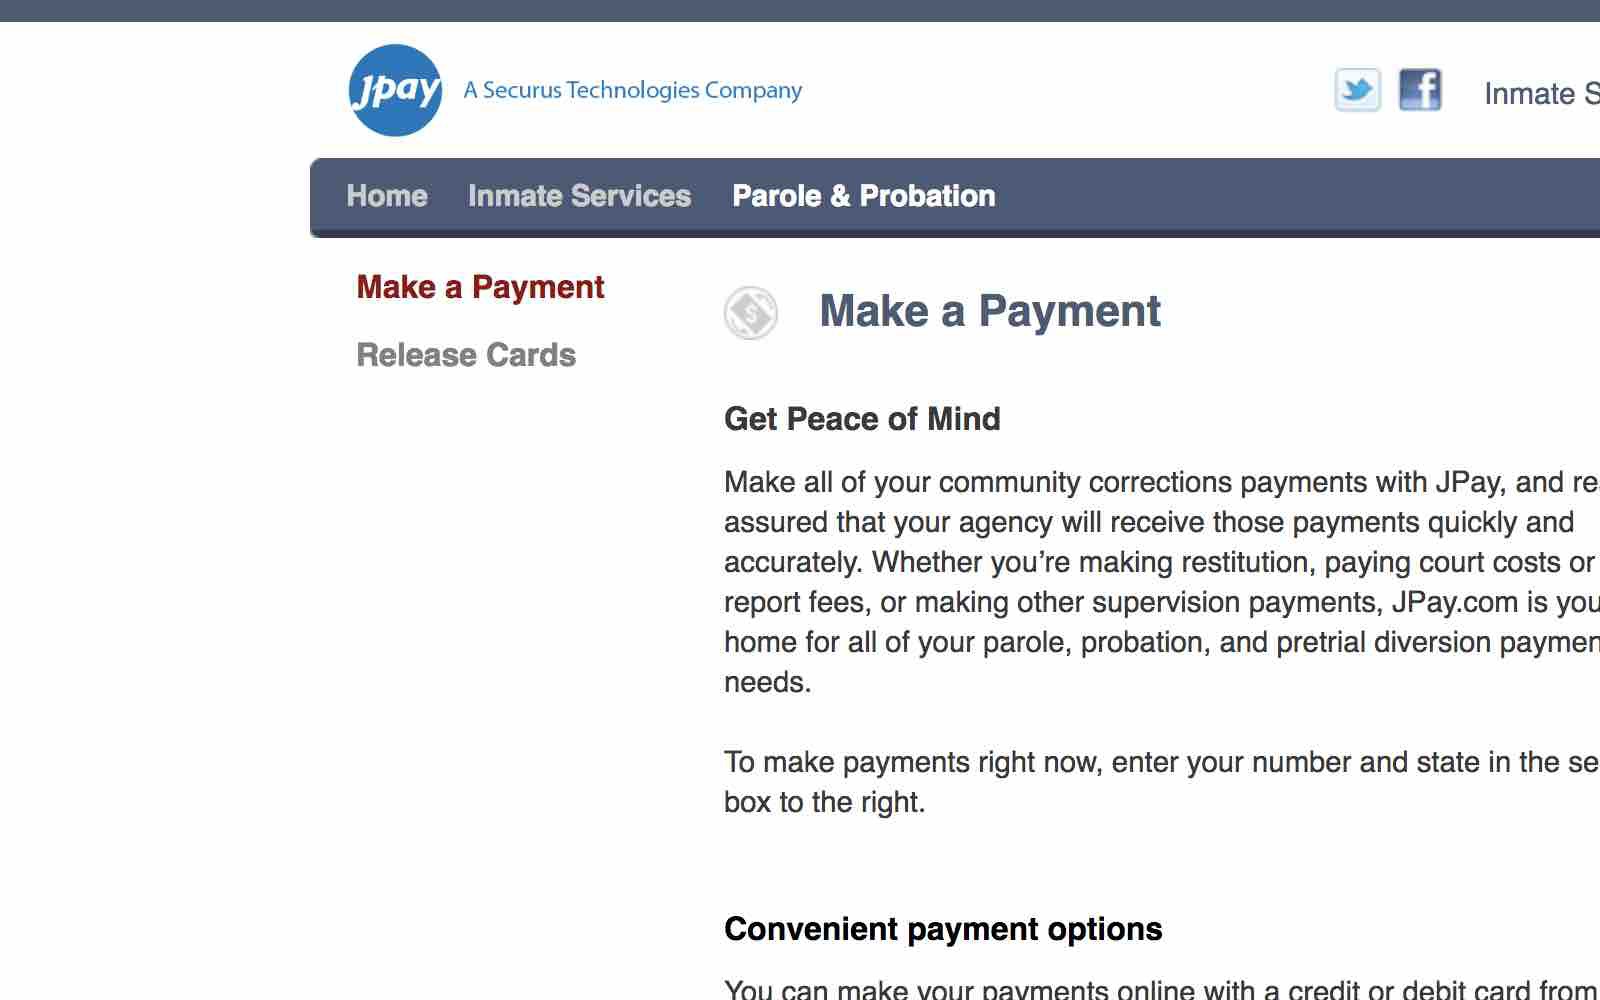 Jpay
A Securus Technologies Company
Inmate
Home Inmate Services Parole & Probation
Make a Payment
Release Cards
Make a Payment
Get Peace of Mind
Make all of your community corrections payments with JPay, and
assured that your agency will receive those payments quickly and
accurately. Whether you’re making restitution, paying court costs or
report fees, or making other supervision payments, JPay.com is
home for all of your parole, probation, and pretrial diversion
needs.
To make payments right now, enter your number and state in the
box to the right.
Convenient payment options
You can make your payments online with a credit or debit card from